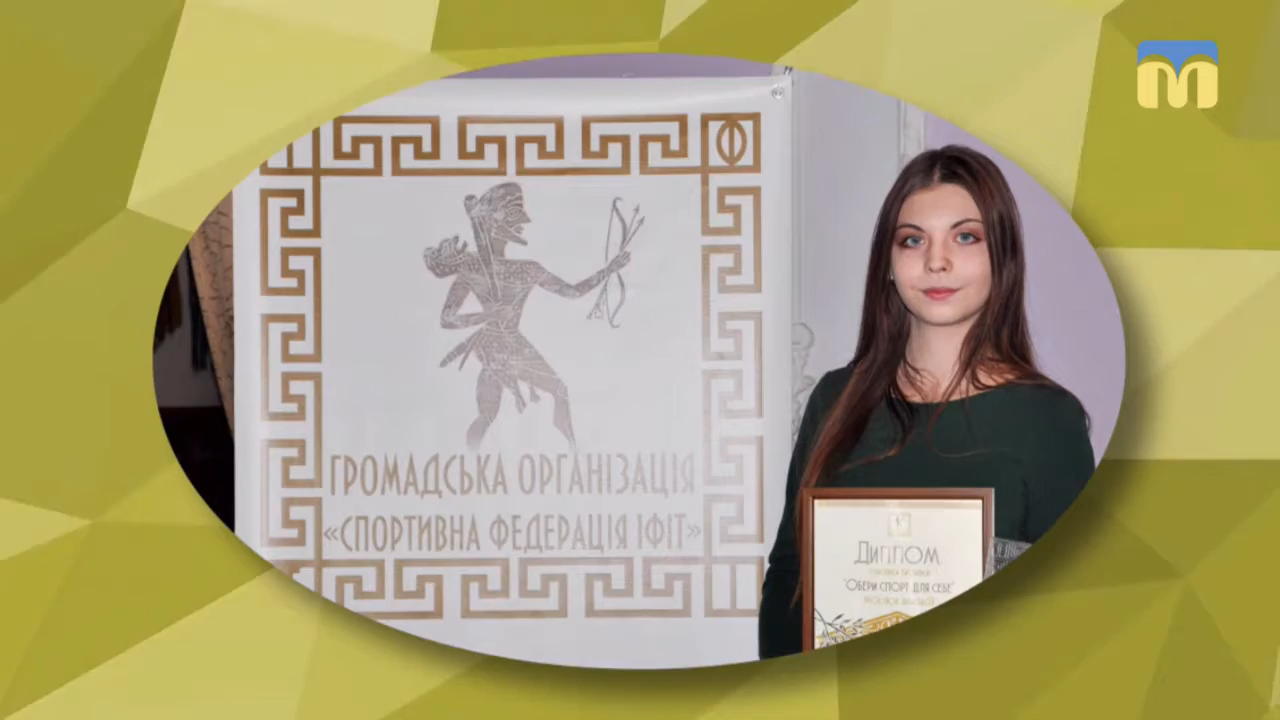 ГРОМАДСЬКА ОРГАНІЗАЦІЯ
«СПОРТИВНА ФЕДЕРАЦІЯ ІФІТ»
ДИПЛОМ
"ОБЕРИ СПОРТ ДЛЯ СЕБЕ"